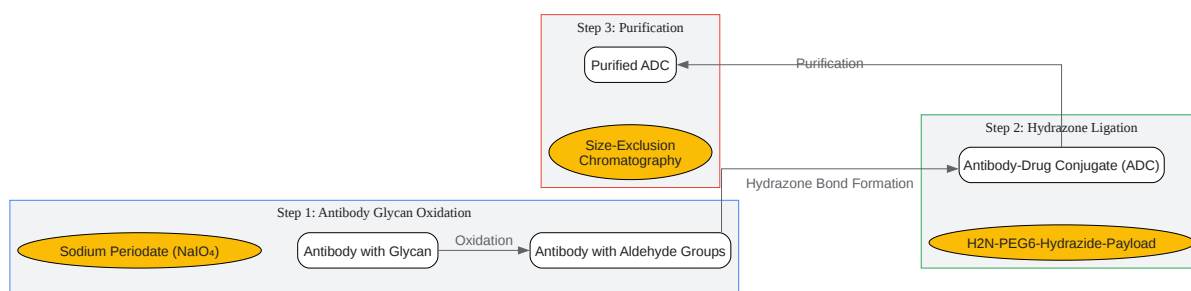 Step 3: Purification
Purified ADC
Purification
Size-Exclusion
Chromatography
Step 2: Hydrazone Ligation
Antibody-Drug Conjugate (ADC)
Hydrazone Bond Formation
H2N-PEG6-Hydrazide-Payload
Step 1: Antibody Glycan Oxidation
Sodium Periodate (NaIO₄)
Antibody with Glycan
Oxidation
Antibody with Aldehyde Groups